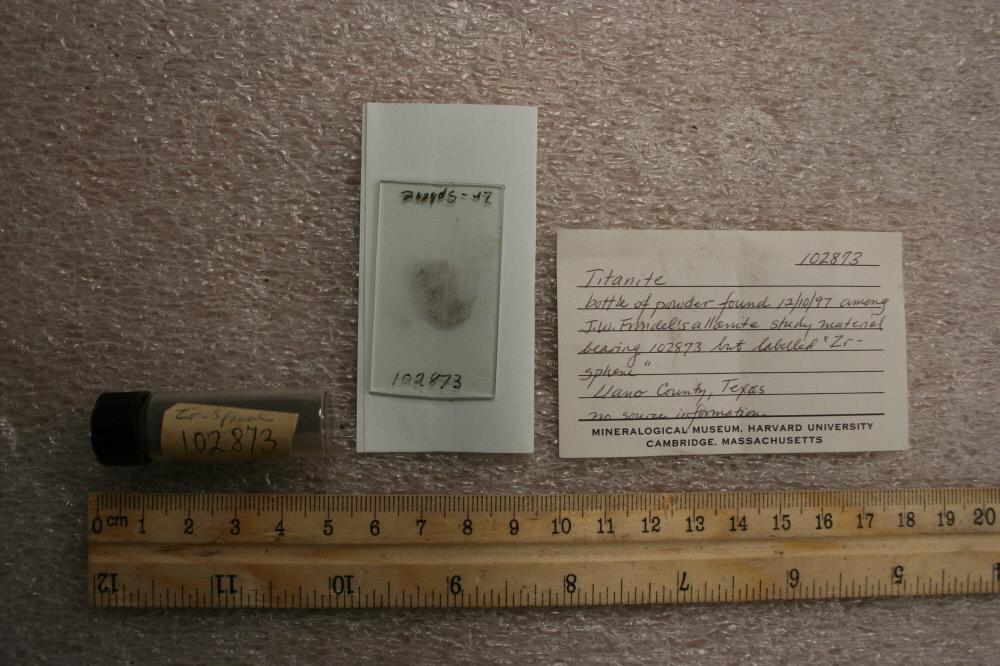 Zr-Sphene
102873
Zr-Sphene
102873
102873
Titanite
bottle of powder found 12/10/97 among
J.W. Frondel's allanite study material
bearing 102873 but labelled "Zr-
sphene"
Llano County, Texas
no source information.
MINERALOGICAL MUSEUM, HARVARD UNIVERSITY
CAMBRIDGE, MASSACHUSETTS
0 cm 1 2 3 4 5 6 7 8 9 10 11 12 13 14 15 16 17 18 19 20
12 11 10 9 8 7 6 5